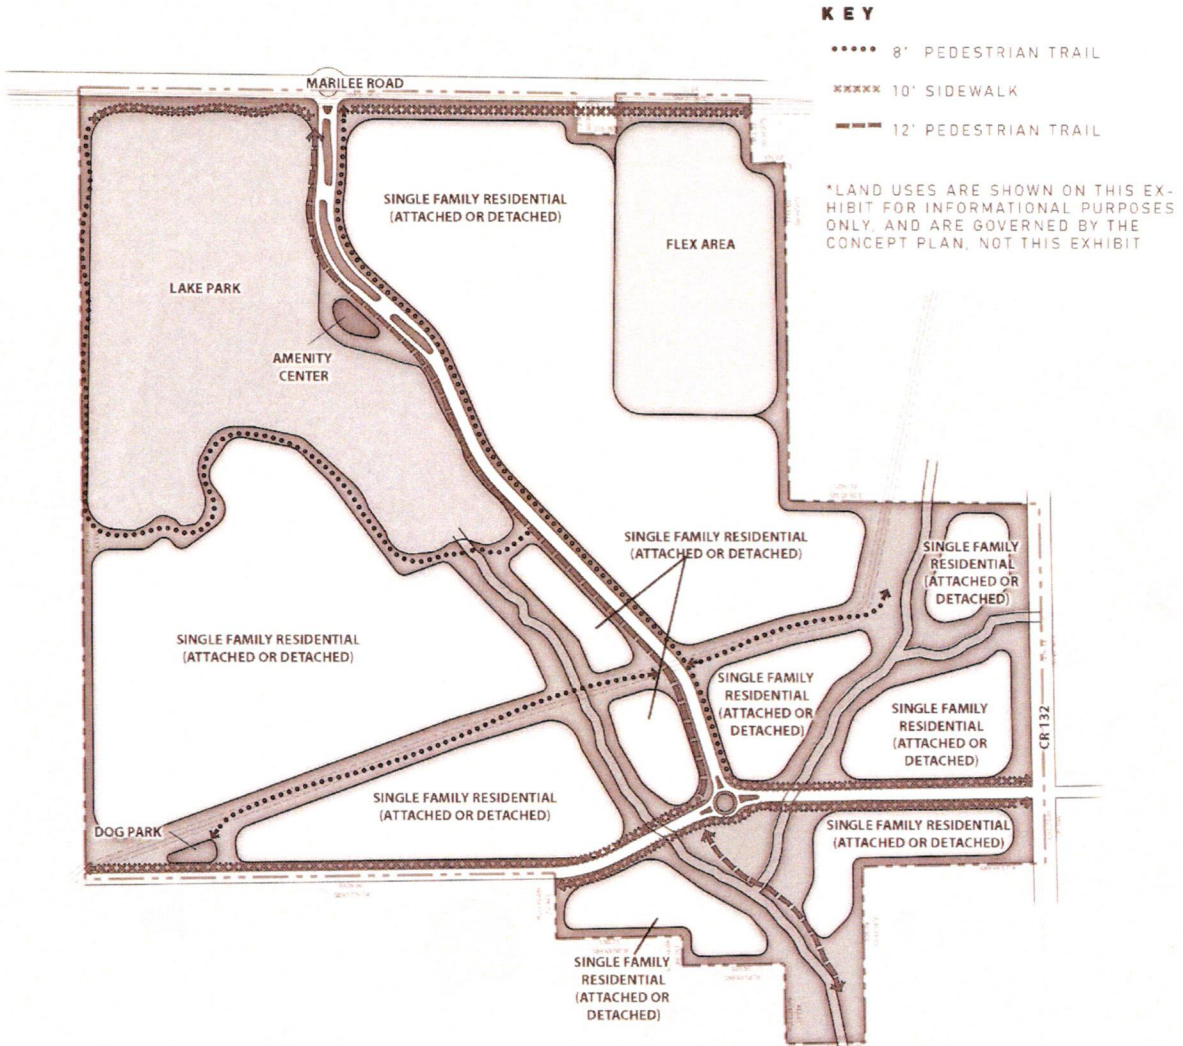 KEY
8' PEDESTRIAN TRAIL
10' SIDEWALK
12' PEDESTRIAN TRAIL
*LAND USES ARE SHOWN ON THIS EX-
HIBIT FOR INFORMATIONAL PURPOSES
ONLY, AND ARE GOVERNED BY THE
CONCEPT PLAN, NOT THIS EXHIBIT
MARILEE ROAD
SINGLE FAMILY RESIDENTIAL
(ATTACHED OR DETACHED)
FLEX AREA
LAKE PARK
AMENITY
CENTER
SINGLE FAMILY RESIDENTIAL
(ATTACHED OR DETACHED)
SINGLE FAMILY
RESIDENTIAL
(ATTACHED OR
DETACHED)
SINGLE FAMILY RESIDENTIAL
(ATTACHED OR DETACHED)
SINGLE FAMILY
RESIDENTIAL
(ATTACHED OR
DETACHED)
SINGLE FAMILY
RESIDENTIAL
(ATTACHED OR
DETACHED)
CR 132
SINGLE FAMILY RESIDENTIAL
(ATTACHED OR DETACHED)
DOG PARK
SINGLE FAMILY RESIDENTIAL
(ATTACHED OR DETACHED)
SINGLE FAMILY
RESIDENTIAL
(ATTACHED OR
DETACHED)